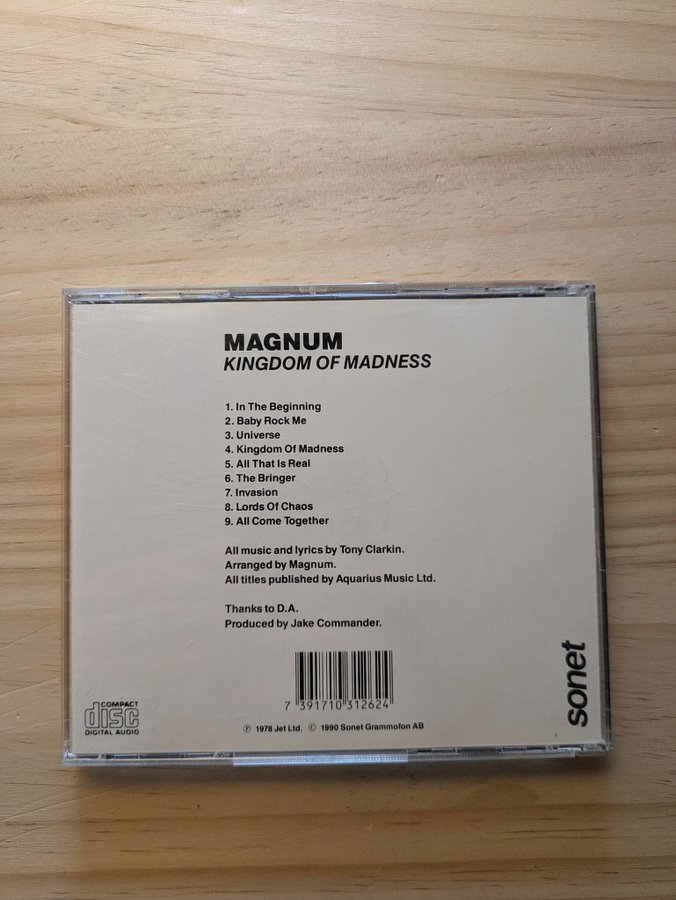 MAGNUM
KINGDOM OF MADNESS
1. In The Beginning
2. Baby Rock Me
3. Universe
4. Kingdom Of Madness
5. All That Is Real
6. The Bringer
7. Invasion
8. Lords Of Chaos
9. All Come Together
All music and lyrics by Tony Clarkin.
Arranged by Magnum.
All titles published by Aquarius Music Ltd.
Thanks to D.A.
Produced by Jake Commander.
7 391710 312624
COMPACT
disc
DIGITAL AUDIO
℗ 1978 Jet Ltd. © 1990 Sonet Grammofon AB
sonet